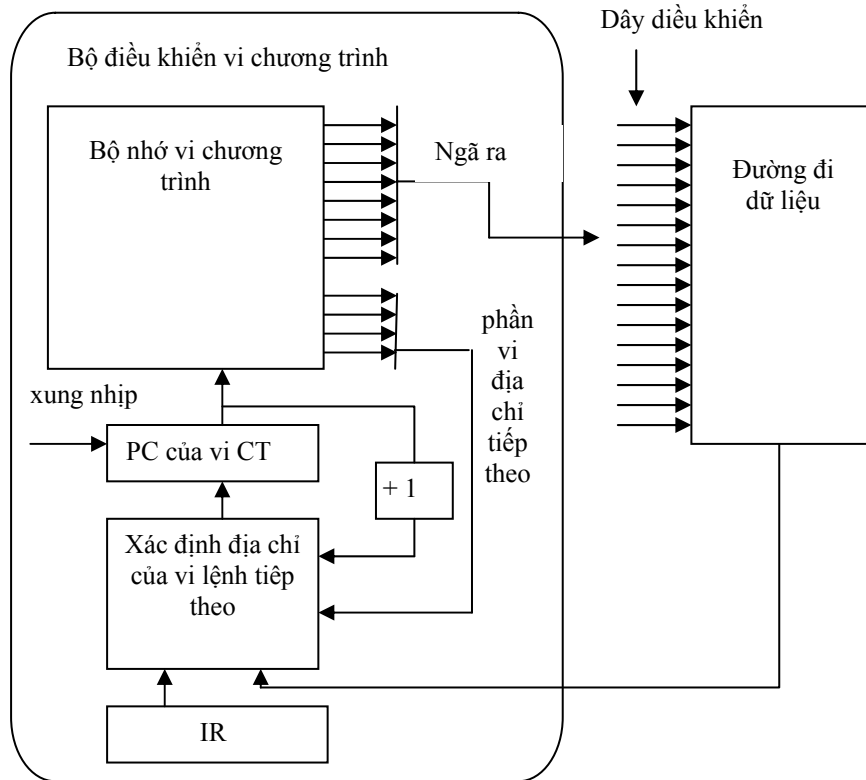 Dây diều khiển
Bộ điều khiển vi chương trình
Bộ nhớ vi chương
trình
Ngã ra
Đường đi
dữ liệu
phần
vi
địa
chỉ
tiếp
theo
xung nhịp
PC của vi CT
+ 1
Xác định địa chỉ
của vi lệnh tiêp
theo
IR